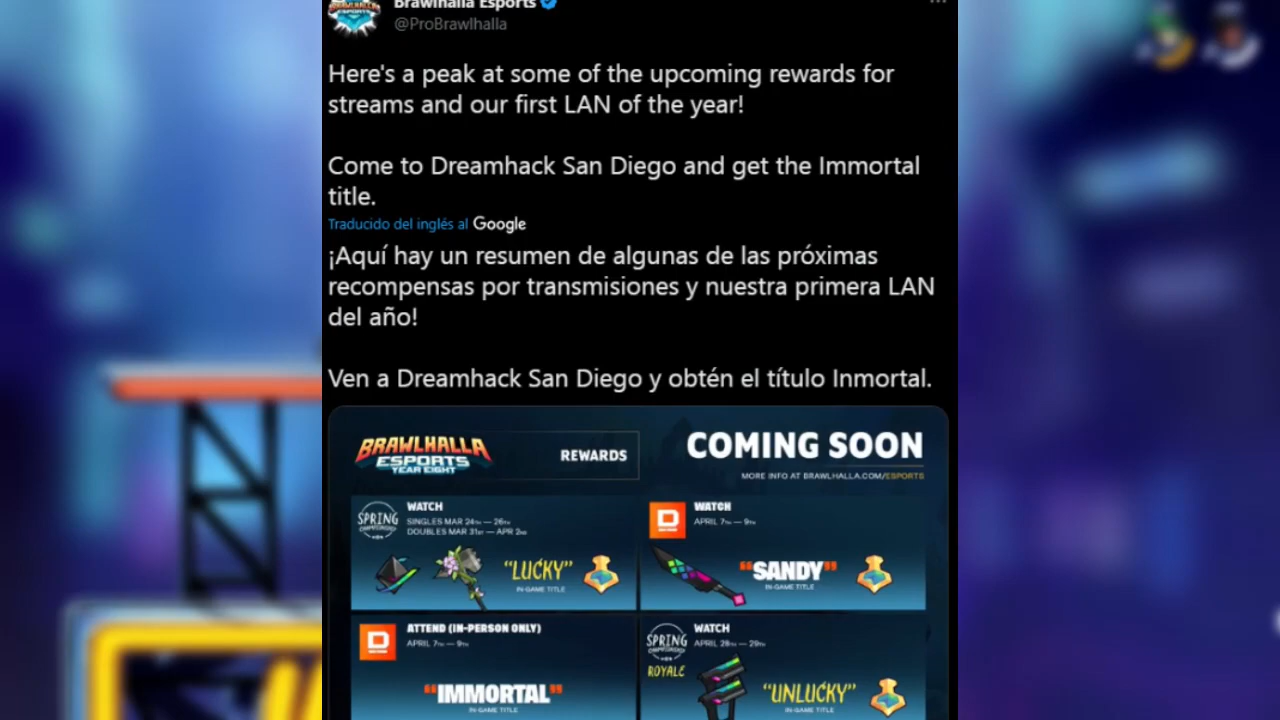 Brawlhalla Esports
@ProBrawlhalla
Here's a peak at some of the upcoming rewards for
streams and our first LAN of the year!
Come to Dreamhack San Diego and get the Immortal
title.
Traducido del inglés al Google
¡Aquí hay un resumen de algunas de las próximas
recompensas por transmisiones y nuestra primera LAN
del año!
Ven a Dreamhack San Diego y obtén el título Inmortal.
BRAWLHALLA
ESPORTS
YEAR EIGHT
REWARDS
COMING SOON
MORE INFO AT BRAWLHALLA.COM/ESPORTS
SPRING
CHAMPIONSHIP
WATCH
SINGLES MAR 24TH — 26TH
DOUBLES MAR 31ST — APR 2ND
"LUCKY"
IN-GAME TITLE
D
WATCH
APRIL 7TH — 9TH
"SANDY"
IN-GAME TITLE
D
ATTEND (IN-PERSON ONLY)
APRIL 7TH — 9TH
"IMMORTAL"
IN-GAME TITLE
SPRING
CHAMPIONSHIP
ROYALE
WATCH
APRIL 28TH — 29TH
"UNLUCKY"
IN-GAME TITLE